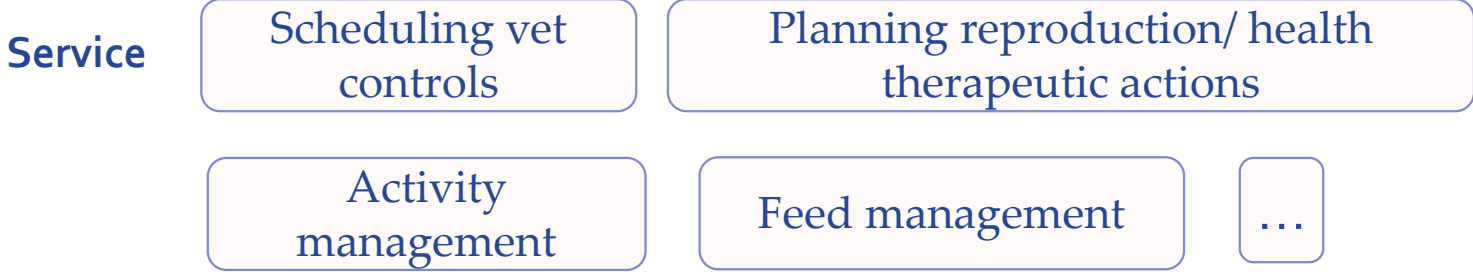 Service
Scheduling vet
controls
Planning reproduction/ health
therapeutic actions
Activity
management
Feed management
...